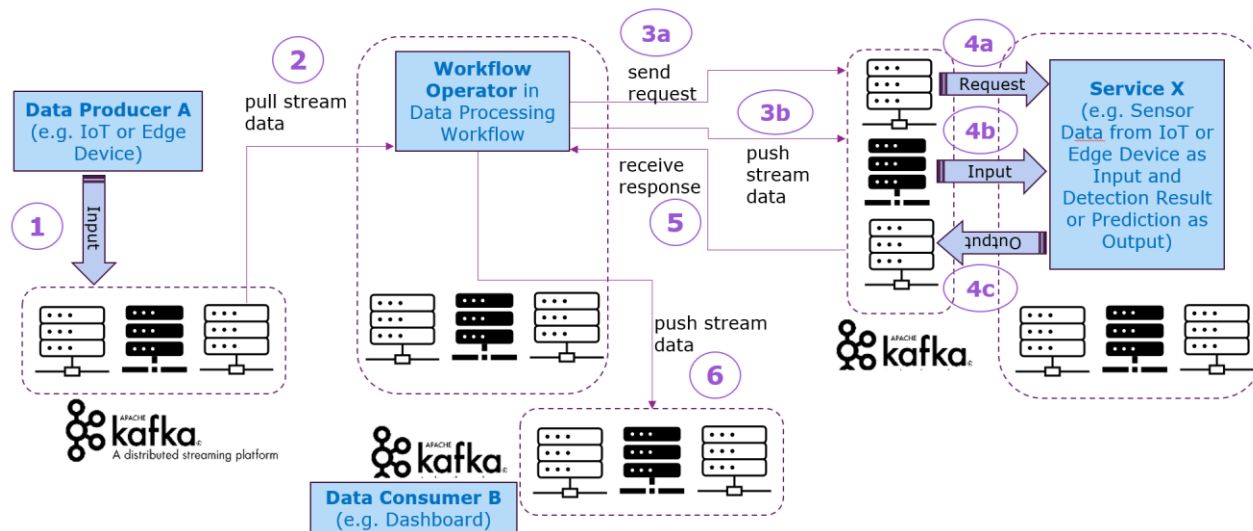 Data Producer A
(e.g. IoT or Edge
Device)
1
Input
APACHE
kafka
A distributed streaming platform
2
pull stream
data
Workflow
Operator in
Data Processing
Workflow
3a
send
request
3b
push
stream
data
receive
response
5
4a
Request
4b
Input
Output
4c
Service X
(e.g. Sensor
Data from IoT or
Edge Device as
Input and
Detection Result
or Prediction as
Output)
APACHE
kafka
push stream
data
6
APACHE
kafka
Data Consumer B
(e.g. Dashboard)